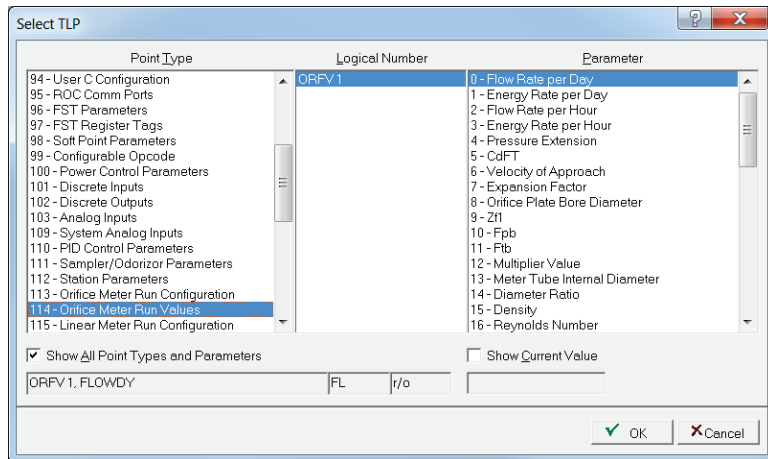 Select TLP
Point Type
94 - User C Configuration
95 - ROC Comm Ports
96 - FST Parameters
97 - FST Register Tags
98 - Soft Point Parameters
99 - Configurable Opcode
100 - Power Control Parameters
101 - Discrete Inputs
102 - Discrete Outputs
103 - Analog Inputs
109 - System Analog Inputs
110 - PID Control Parameters
111 - Sampler/Odorizor Parameters
112 - Station Parameters
113 - Orifice Meter Run Configuration
114 - Orifice Meter Run Values
115 - Linear Meter Run Configuration
Logical Number
ORFV 1
Parameter
0 - Flow Rate per Day
1 - Energy Rate per Day
2 - Flow Rate per Hour
3 - Energy Rate per Hour
4 - Pressure Extension
5 - CdFT
6 - Velocity of Approach
7 - Expansion Factor
8 - Orifice Plate Bore Diameter
9 - Zf1
10 - Fpb
11 - Ftb
12 - Multiplier Value
13 - Meter Tube Internal Diameter
14 - Diameter Ratio
15 - Density
16 - Reynolds Number
Show All Point Types and Parameters
Show Current Value
ORFV 1, FLOWDY
FL
r/o
OK
Cancel